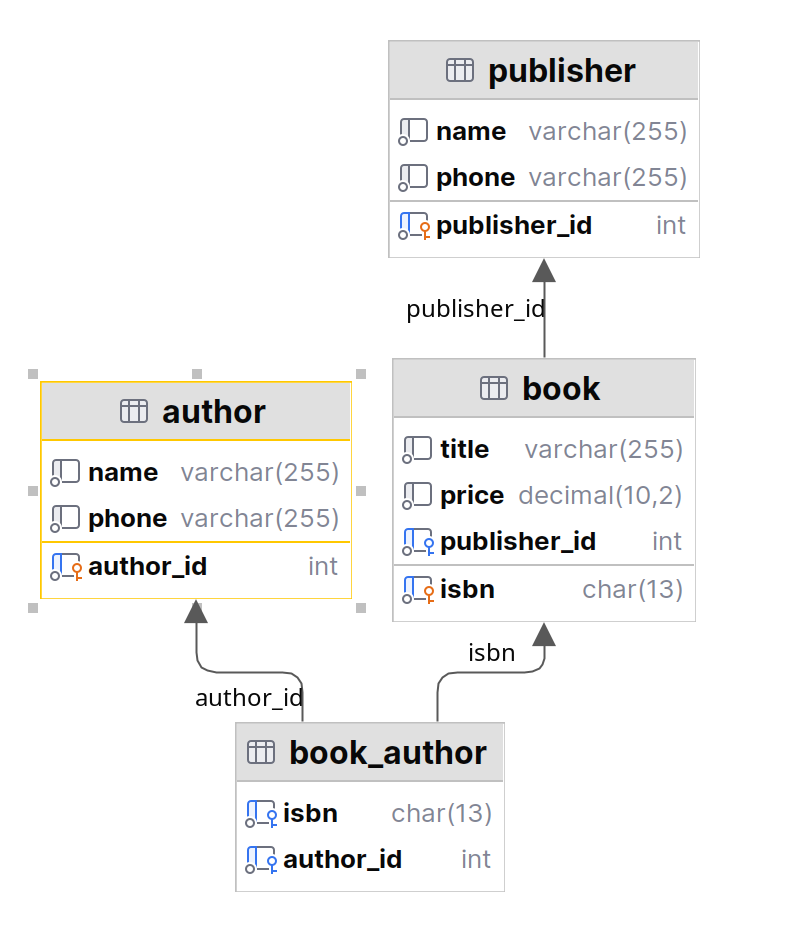 publisher
name varchar(255)
phone varchar(255)
publisher_id int
publisher_id
author
name varchar(255)
phone varchar(255)
author_id int
book
title varchar(255)
price decimal(10,2)
publisher_id int
isbn char(13)
author_id
isbn
book_author
isbn char(13)
author_id int